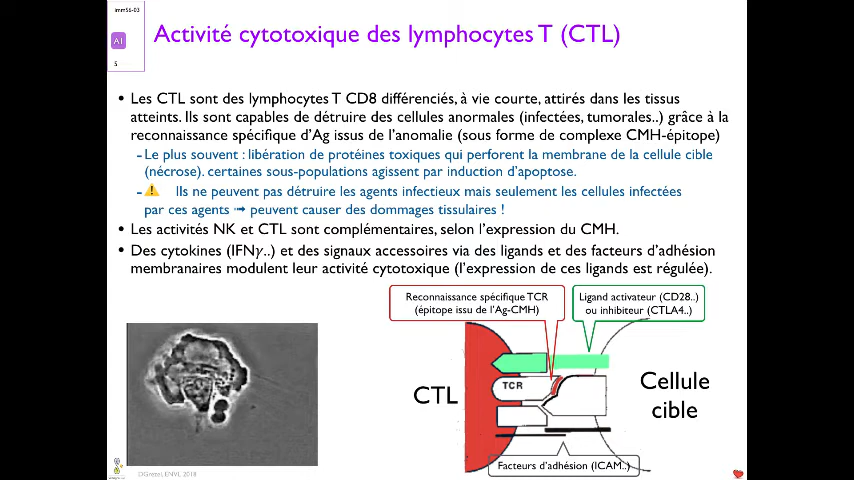 imm56-03
AI
5
Activité cytotoxique des lymphocytes T (CTL)
• Les CTL sont des lymphocytes T CD8 différenciés, à vie courte, attirés dans les tissus
atteints. Ils sont capables de détruire des cellules anormales (infectées, tumorales..) grâce à la
reconnaissance spécifique d'Ag issus de l'anomalie (sous forme de complexe CMH-épitope)
- Le plus souvent : libération de protéines toxiques qui perforent la membrane de la cellule cible
(nécrose). certaines sous-populations agissent par induction d'apoptose.
- ⚠️ Ils ne peuvent pas détruire les agents infectieux mais seulement les cellules infectées
par ces agents ➟ peuvent causer des dommages tissulaires !
• Les activités NK et CTL sont complémentaires, selon l'expression du CMH.
• Des cytokines (IFNγ..) et des signaux accessoires via des ligands et des facteurs d'adhésion
membranaires modulent leur activité cytotoxique (l'expression de ces ligands est régulée).
Reconnaissance spécifique TCR
(épitope issu de l'Ag-CMH)
Ligand activateur (CD28..)
ou inhibiteur (CTLA4..)
CTL
TCR
Cellule
cible
Facteurs d'adhésion (ICAM..)